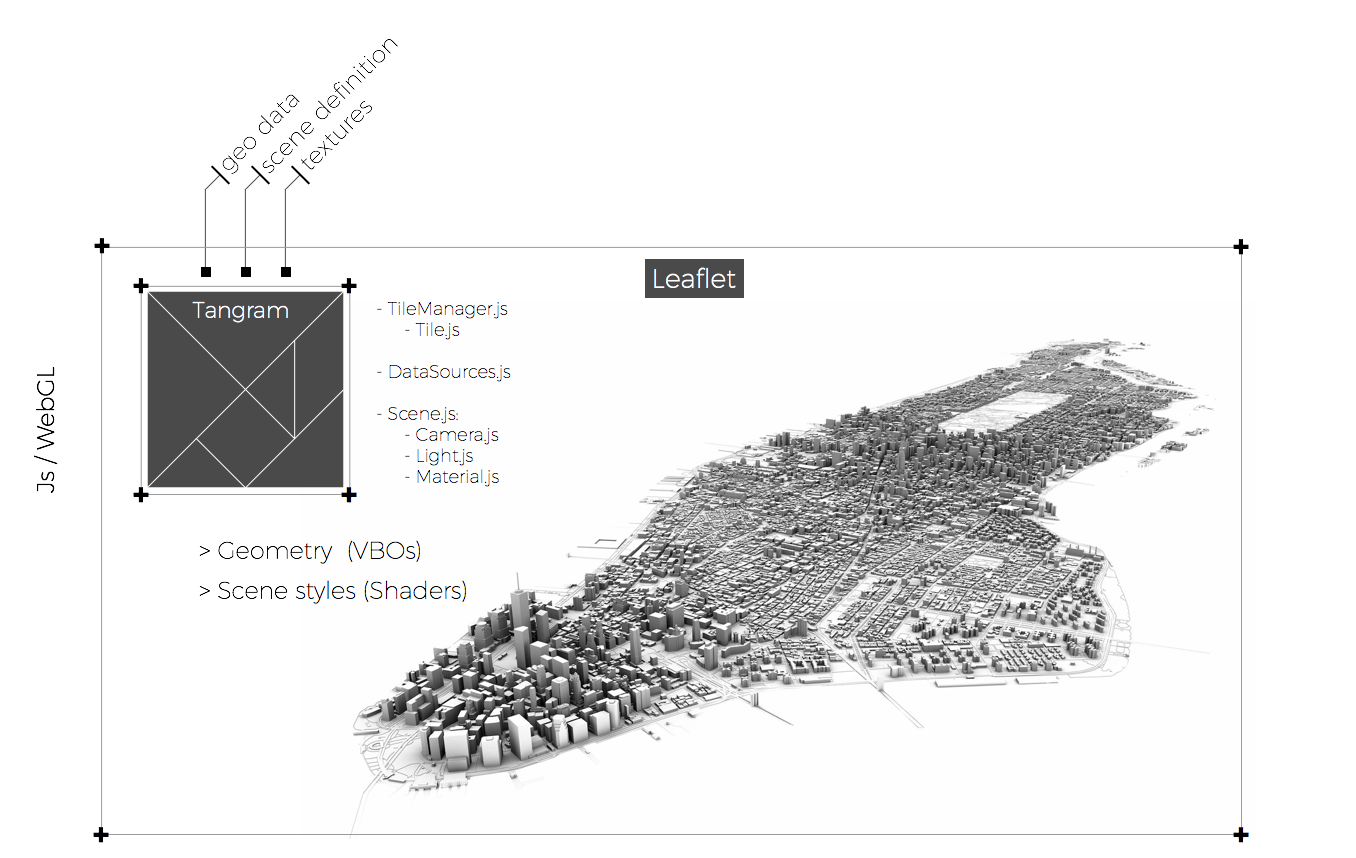 geo data
scene definition
textures
Leaflet
Tangram
- TileManager.js
- Tile.js
- DataSources.js
- Scene.js:
- Camera.js
- Light.js
- Material.js
Js / WebGL
> Geometry (VBOs)
> Scene styles (Shaders)